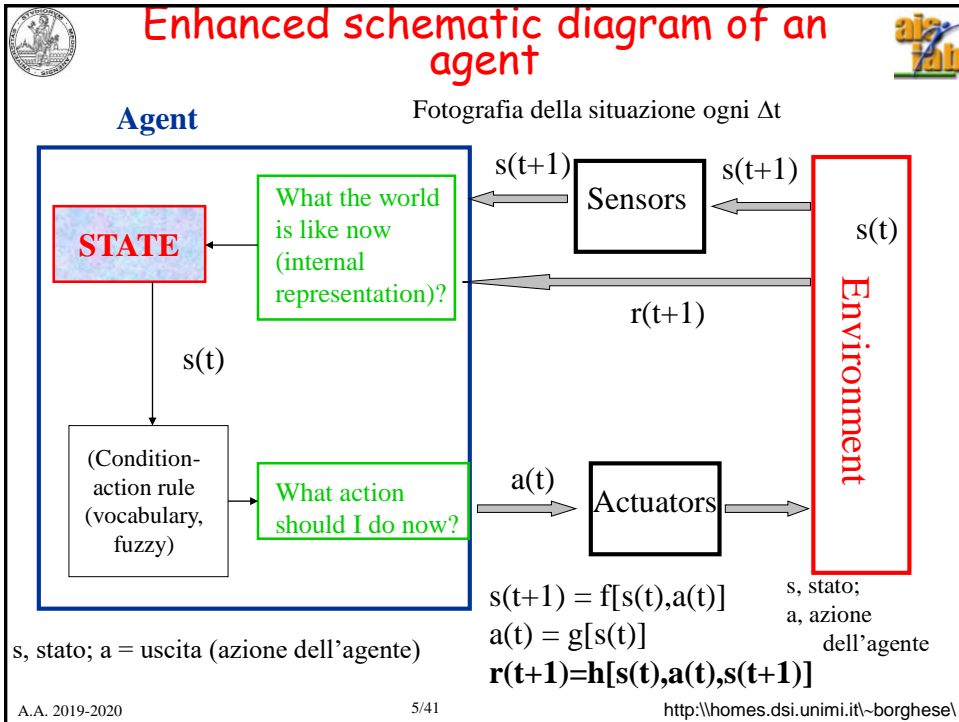 Enhanced schematic diagram of an
agent
Agent
Fotografia della situazione ogni Δt
s(t+1)
s(t+1)
What the world
is like now
(internal
representation)?
Sensors
STATE
s(t)
r(t+1)
Environment
s(t)
(Condition-
action rule
(vocabulary,
fuzzy)
What action
should I do now?
a(t)
Actuators
s(t+1) = f[s(t),a(t)]
a(t) = g[s(t)]
r(t+1)=h[s(t),a(t),s(t+1)]
s, stato;
a, azione
dell’agente
s, stato; a = uscita (azione dell’agente)
A.A. 2019-2020
5/41
http:\\homes.dsi.unimi.it\~borghese\